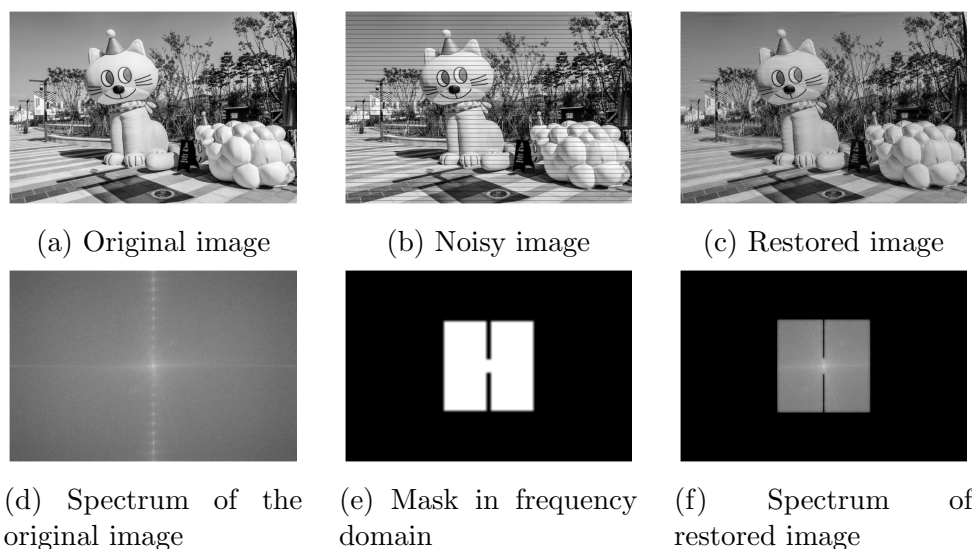 (a) Original image
(b) Noisy image
(c) Restored image
(d) Spectrum of the
original image
(e) Mask in frequency
domain
(f) Spectrum of
restored image